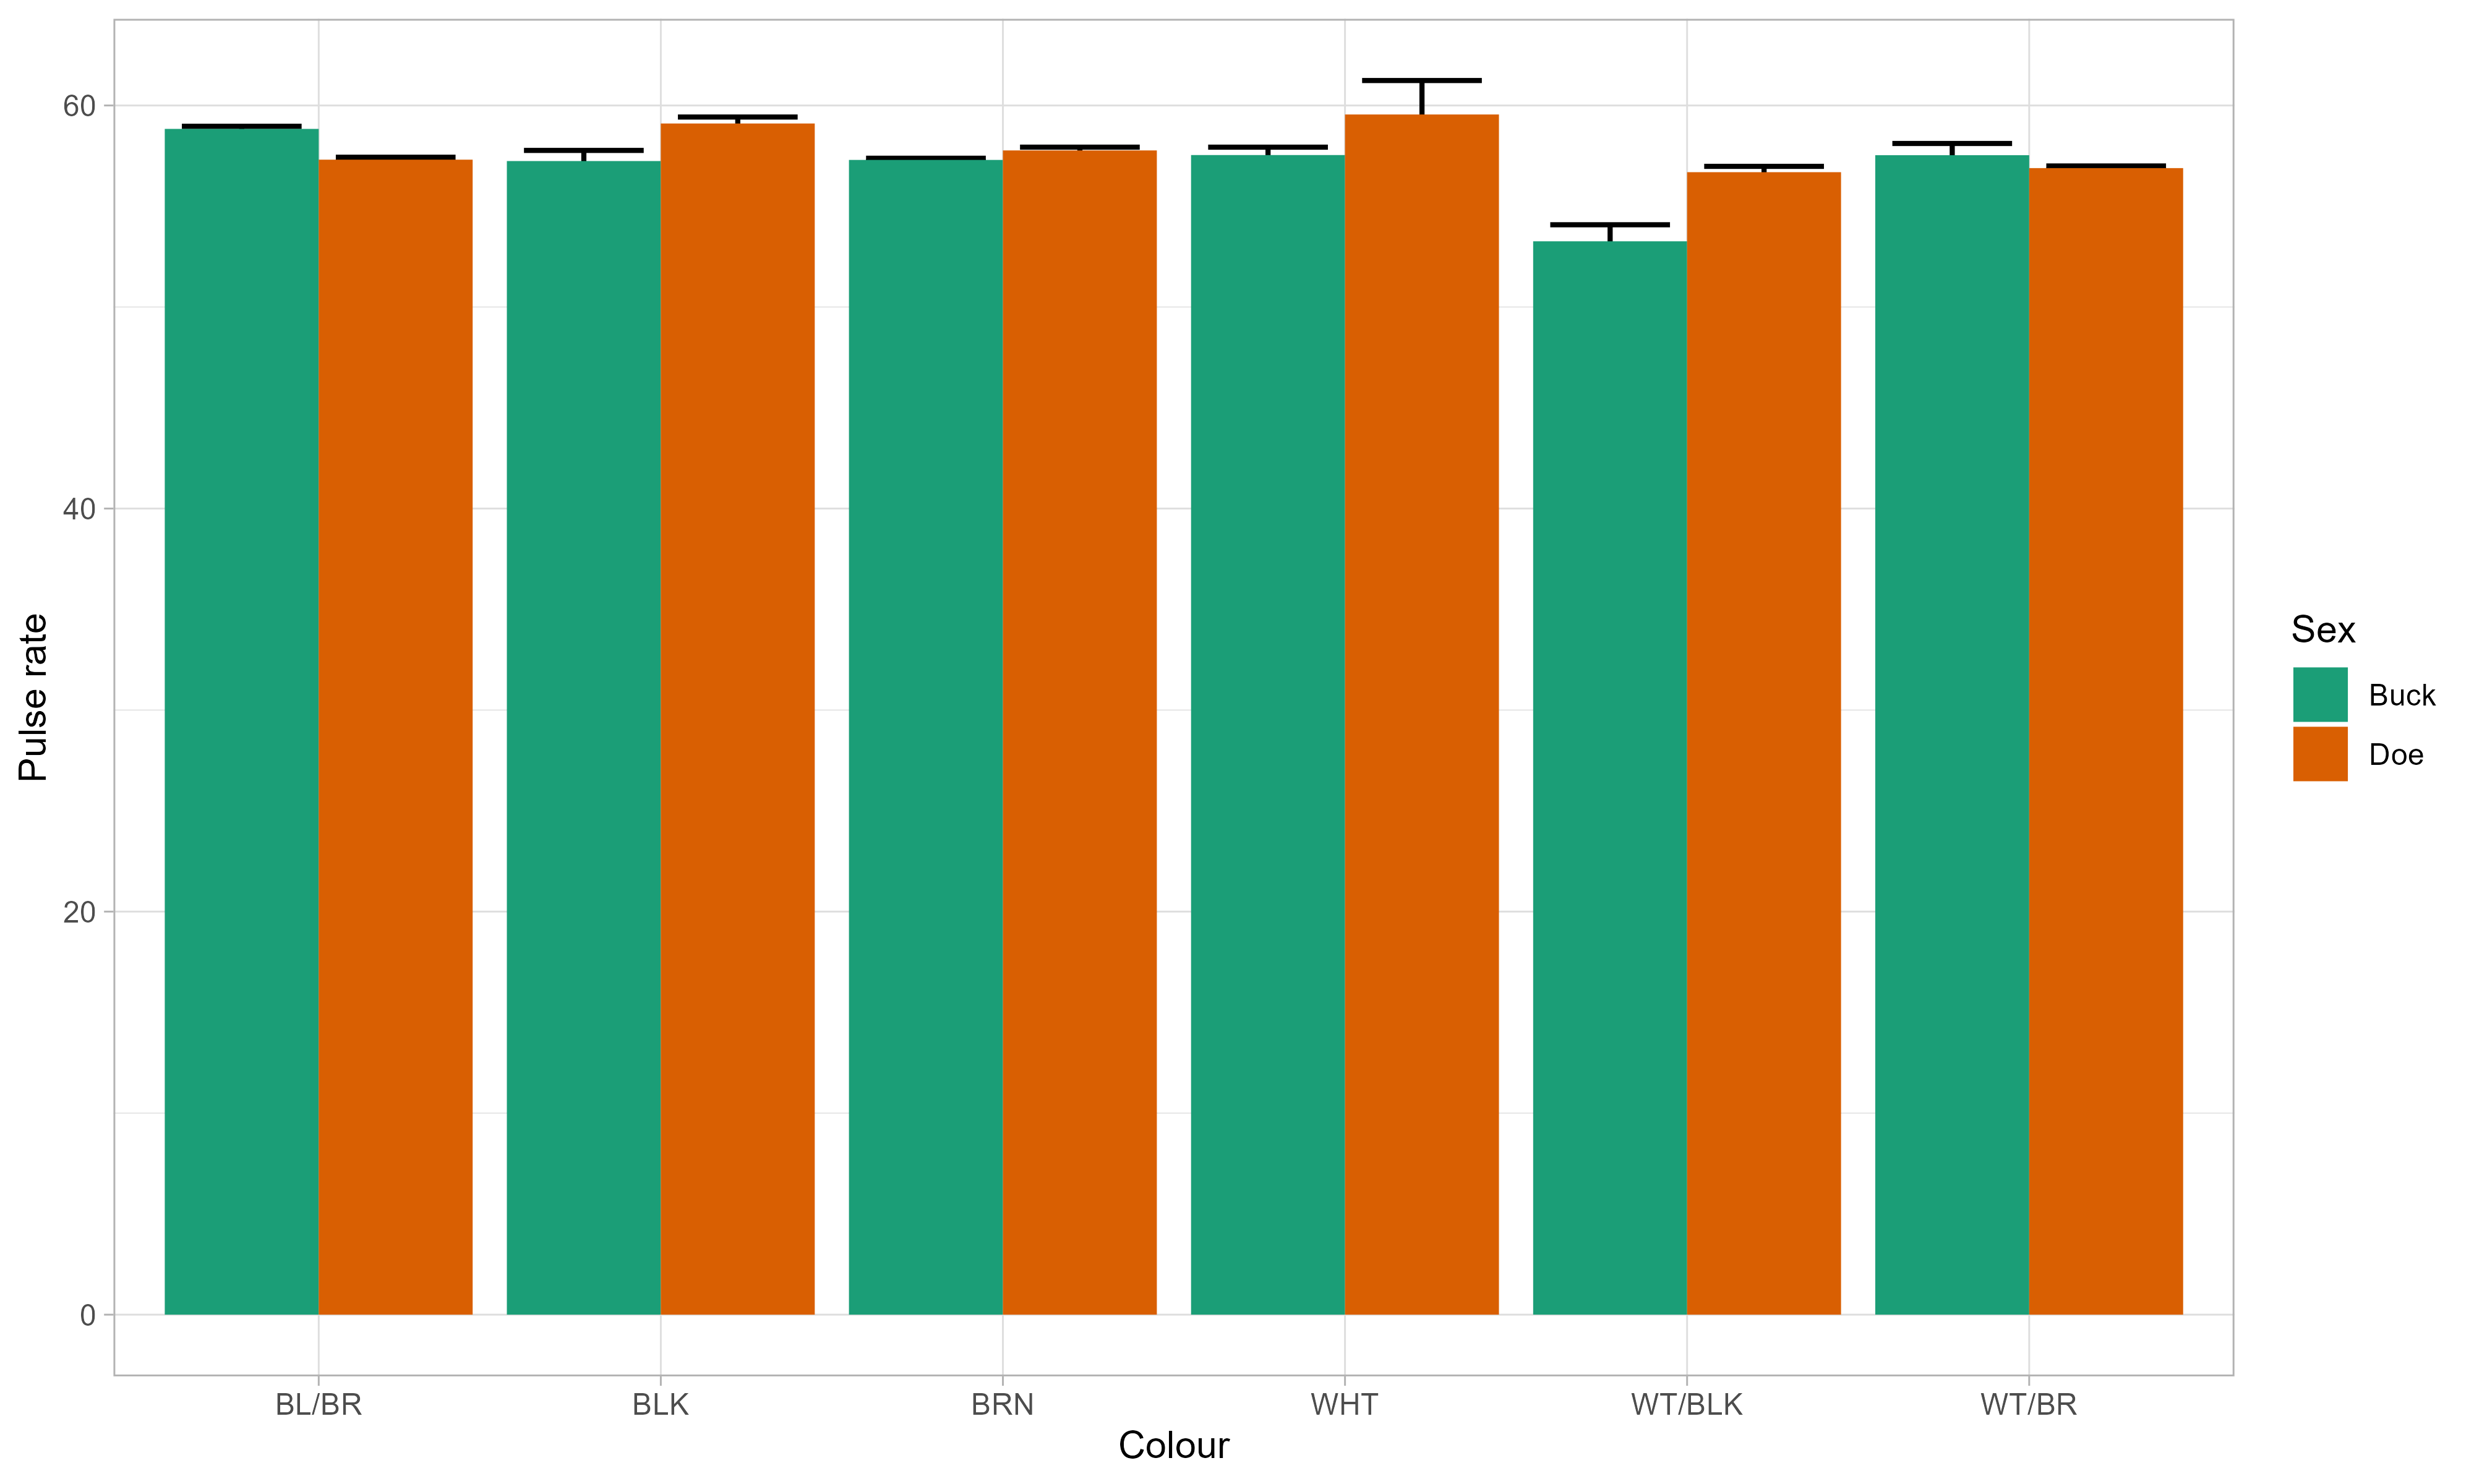 60
40
20
0
Pulse rate
BL/BR
BLK
BRN
WHT
WT/BLK
WT/BR
Colour
Sex
Buck
Doe